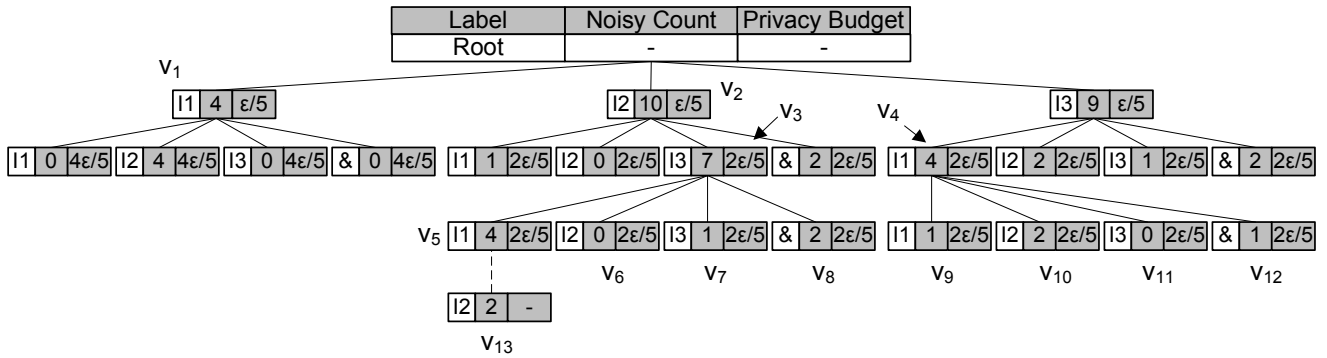 Label Noisy Count Privacy Budget
Root - -
v1
I1 4 ε/5 I2 10 ε/5 v2 I3 9 ε/5
v3 v4
I1 0 4ε/5 I2 4 4ε/5 I3 0 4ε/5 & 0 4ε/5 I1 1 2ε/5 I2 0 2ε/5 I3 7 2ε/5 & 2 2ε/5 I1 4 2ε/5 I2 2 2ε/5 I3 1 2ε/5 & 2 2ε/5
v5 I1 4 2ε/5 I2 0 2ε/5 I3 1 2ε/5 & 2 2ε/5 I1 1 2ε/5 I2 2 2ε/5 I3 0 2ε/5 & 1 2ε/5
v6 v7 v8 v9 v10 v11 v12
I2 2 -
v13